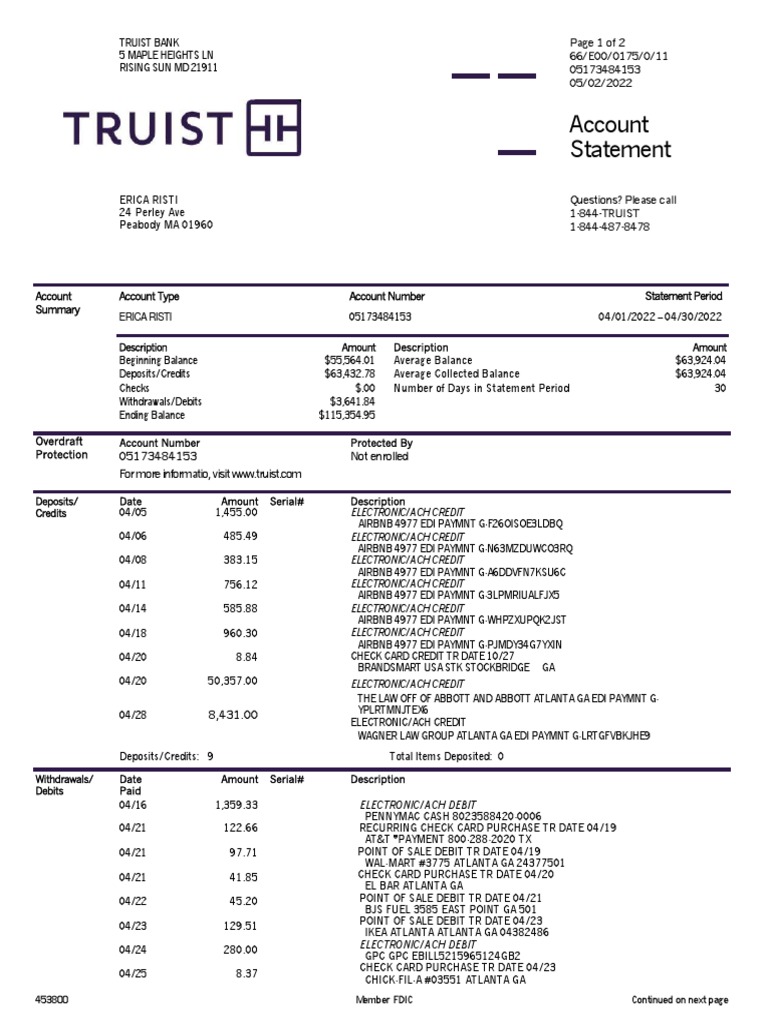 TRUIST BANK
5 MAPLE HEIGHTS LN
RISING SUN MD 21911
Page 1 of 2
66/E00/0175/0/11
05173484153
05/02/2022
TRUIST
Account
Statement
ERICA RISTI
24 Perley Ave
Peabody MA 01960
Questions? Please call
1-844-TRUIST
1-844-487-8478
Account Summary
Account Type Account Number Statement Period
ERICA RISTI 05173484153 04/01/2022 – 04/30/2022
Description Amount Description Amount
Beginning Balance $55,564.01 Average Balance $63,924.04
Deposits/Credits $63,432.78 Average Collected Balance $63,924.04
Checks $.00 Number of Days in Statement Period 30
Withdrawals/Debits $3,641.84
Ending Balance $115,354.95
Overdraft Protection
Account Number Protected By
05173484153 Not enrolled
For more informatio, visit www.truist.com
Deposits/ Credits
Date Amount Serial# Description
04/05 1,455.00 ELECTRONIC/ACH CREDIT
AIRBNB 4977 EDI PAYMNT G-F26OISOE3LDBQ
04/06 485.49 ELECTRONIC/ACH CREDIT
AIRBNB 4977 EDI PAYMNT G-N63MZDUWCO3RQ
04/08 383.15 ELECTRONIC/ACH CREDIT
AIRBNB 4977 EDI PAYMNT G-A6DDVFN7KSU6C
04/11 756.12 ELECTRONIC/ACH CREDIT
AIRBNB 4977 EDI PAYMNT G-3LPMRIUALFJX5
04/14 585.88 ELECTRONIC/ACH CREDIT
AIRBNB 4977 EDI PAYMNT G-WHPZXUPQKZJST
04/18 960.30 ELECTRONIC/ACH CREDIT
AIRBNB 4977 EDI PAYMNT G-PJMDY34G7YXIN
04/20 8.84 CHECK CARD CREDIT TR DATE 10/27
BRANDSMART USA STK STOCKBRIDGE GA
04/20 50,357.00 ELECTRONIC/ACH CREDIT
THE LAW OFF OF ABBOTT AND ABBOTT ATLANTA GA EDI PAYMNT G-
YPLRTMNJTEX6
04/28 8,431.00 ELECTRONIC/ACH CREDIT
WAGNER LAW GROUP ATLANTA GA EDI PAYMNT G-LRTGFVBKJHE9
Deposits/Credits: 9 Total Items Deposited: 0
Withdrawals/ Debits
Date Paid Amount Serial# Description
04/16 1,359.33 ELECTRONIC/ACH DEBIT
PENNYMAC CASH 8023588420-0006
04/21 122.66 RECURRING CHECK CARD PURCHASE TR DATE 04/19
AT&T *PAYMENT 800-288-2020 TX
04/21 97.71 POINT OF SALE DEBIT TR DATE 04/19
WAL-MART #3775 ATLANTA GA 24377501
04/21 41.85 CHECK CARD PURCHASE TR DATE 04/20
EL BAR ATLANTA GA
04/22 45.20 POINT OF SALE DEBIT TR DATE 04/21
BJS FUEL 3585 EAST POINT GA 501
04/23 129.51 POINT OF SALE DEBIT TR DATE 04/23
IKEA ATLANTA ATLANTA GA 04382486
04/24 280.00 ELECTRONIC/ACH DEBIT
GPC GPC EBILL5215965124GB2
04/25 8.37 CHECK CARD PURCHASE TR DATE 04/23
CHICK-FIL-A #03551 ATLANTA GA
453800 Member FDIC Continued on next page